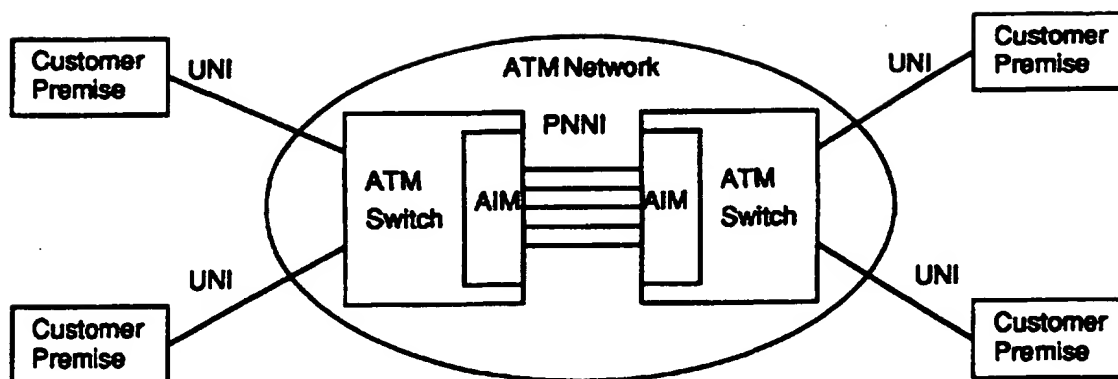 Customer
Premise
UNI
ATM Network
UNI
Customer
Premise
PNNI
ATM
Switch
AIM
AIM
ATM
Switch
UNI
UNI
Customer
Premise
Customer
Premise